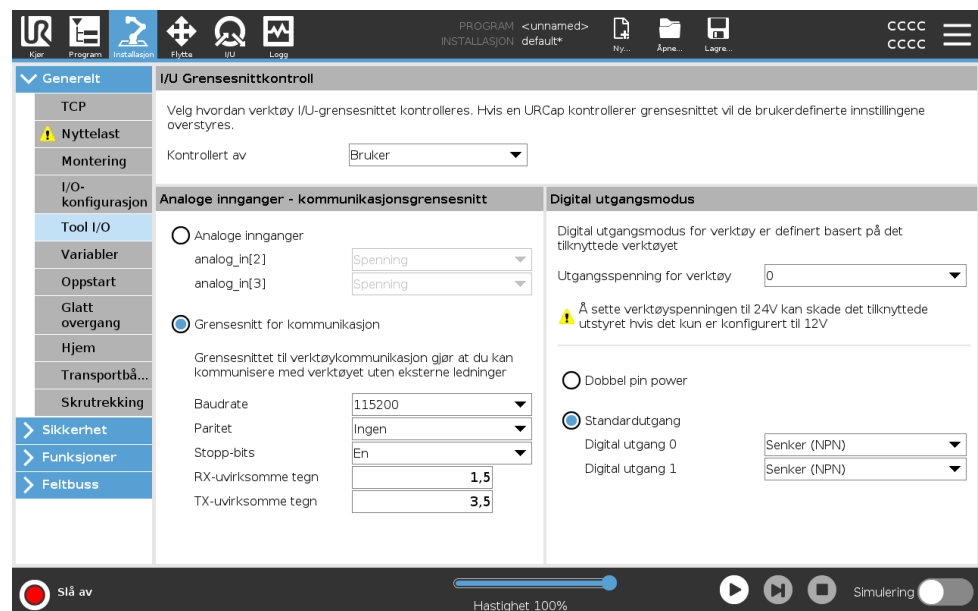 PROGRAM <unnamed>
INSTALLASJON default*
CCCC
CCCC
Kjør
Program
Installasjon
Flytte
I/U
Logg
Ny...
Åpne...
Lagre...
Generelt
TCP
Nyttelast
Montering
I/O-
konfigurasjon
Tool I/O
Variabler
Oppstart
Glatt
overgang
Hjem
Transportbå...
Skrutrekking
Sikkerhet
Funksjoner
Feltbuss
I/U Grensesnittkontroll
Velg hvordan verktøy I/U-grensesnittet kontrolleres. Hvis en URCap kontrollerer grensesnittet vil de brukerdefinerte innstillingene
overstyres.
Kontrollert av Bruker
Analoge innganger - kommunikasjonsgrensesnitt
Analoge innganger
analog_in[2] Spenning
analog_in[3] Spenning
Grensesnitt for kommunikasjon
Grensesnittet til verktøykommunikasjon gjør at du kan
kommunisere med verktøyet uten eksterne ledninger
Baudrate 115200
Paritet Ingen
Stopp-bits En
RX-uvirksomme tegn 1,5
TX-uvirksomme tegn 3,5
Digital utgangsmodus
Digital utgangsmodus for verktøy er definert basert på det
tilknyttede verktøyet
Utgangsspenning for verktøy 0
Å sette verktøyspenningen til 24V kan skade det tilknyttede
utstyret hvis det kun er konfigurert til 12V
Dobbel pin power
Standardutgang
Digital utgang 0 Senker (NPN)
Digital utgang 1 Senker (NPN)
Slå av
Hastighet 100%
Simulering